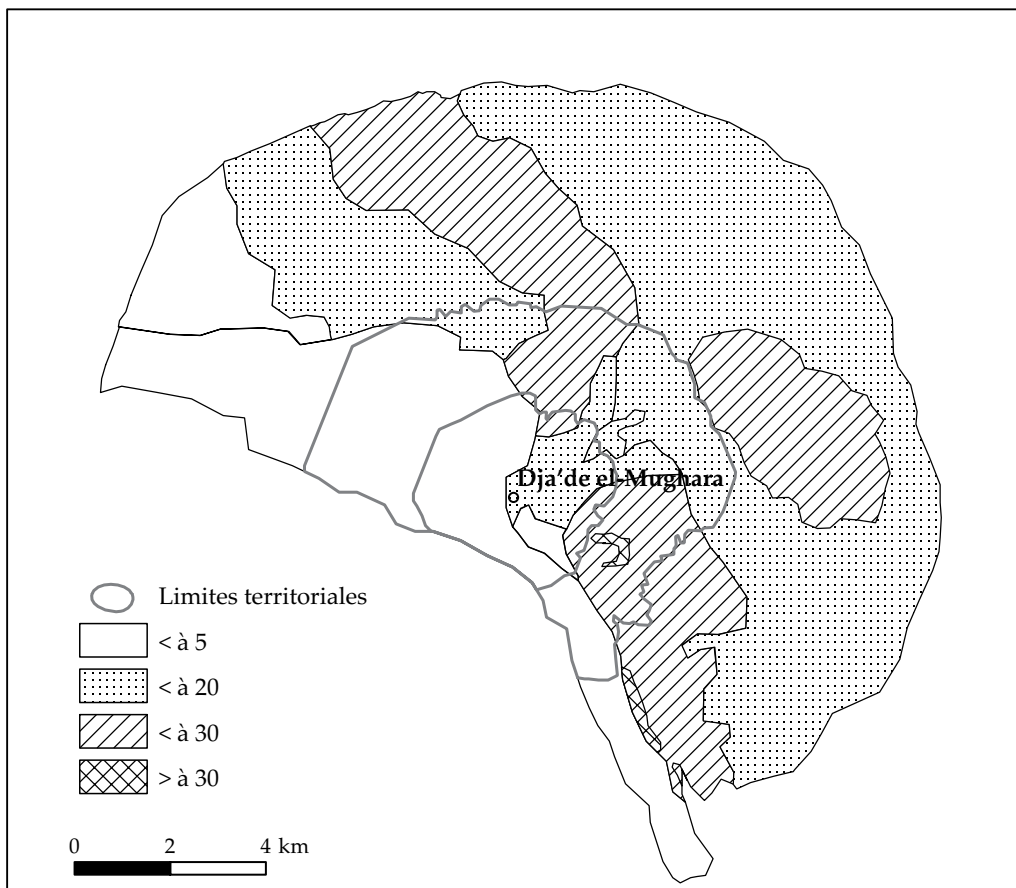 Dja'de el-Mughara
Limites territoriales
< à 5
< à 20
< à 30
> à 30
0 2 4 km